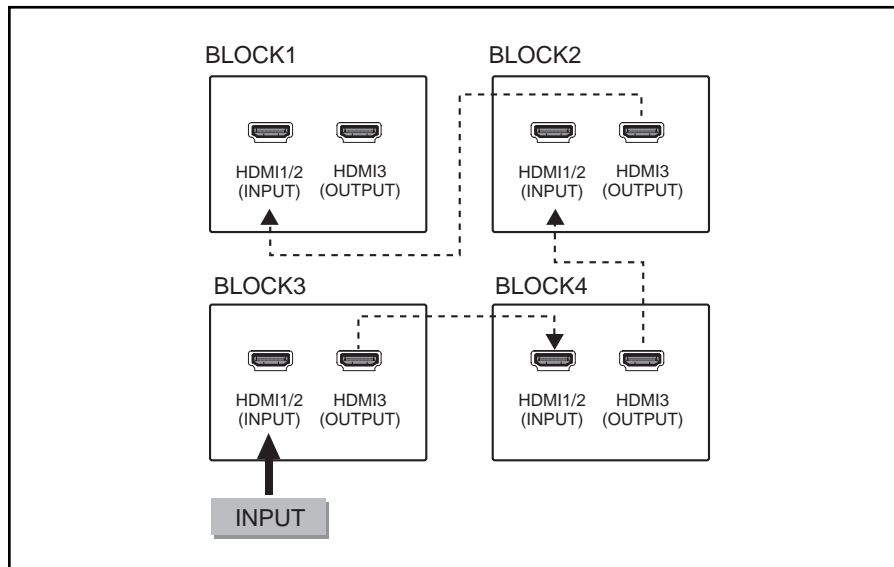 BLOCK1
HDMI1/2
(INPUT)
HDMI3
(OUTPUT)
BLOCK2
HDMI1/2
(INPUT)
HDMI3
(OUTPUT)
BLOCK3
HDMI1/2
(INPUT)
HDMI3
(OUTPUT)
INPUT
BLOCK4
HDMI1/2
(INPUT)
HDMI3
(OUTPUT)